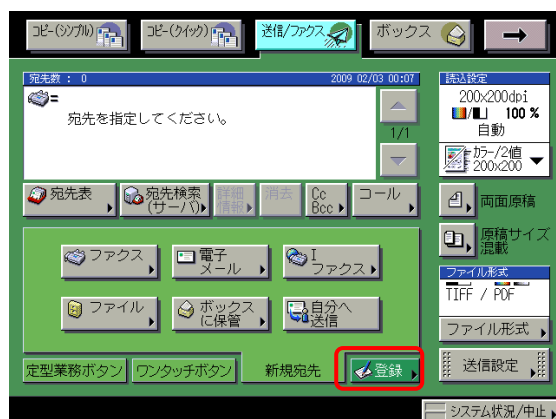 コピー(シンプル)
コピー(クイック)
送信/ファクス
ボックス
宛先数 : 0
2009 02/03 00:07
宛先を指定してください。
1/1
宛先表
宛先検索
(サーバ)
詳細
情報
消去
Cc
Bcc
コール
ファクス
電子
メール
I
ファクス
ファイル
ボックス
に保管
自分へ
送信
定型業務ボタン
ワンタッチボタン
新規宛先
登録
読込設定
200×200dpi
100 %
自動
カラー/2値
200×200
両面原稿
原稿サイズ
混載
ファイル形式
TIFF / PDF
ファイル形式
送信設定
システム状況/中止